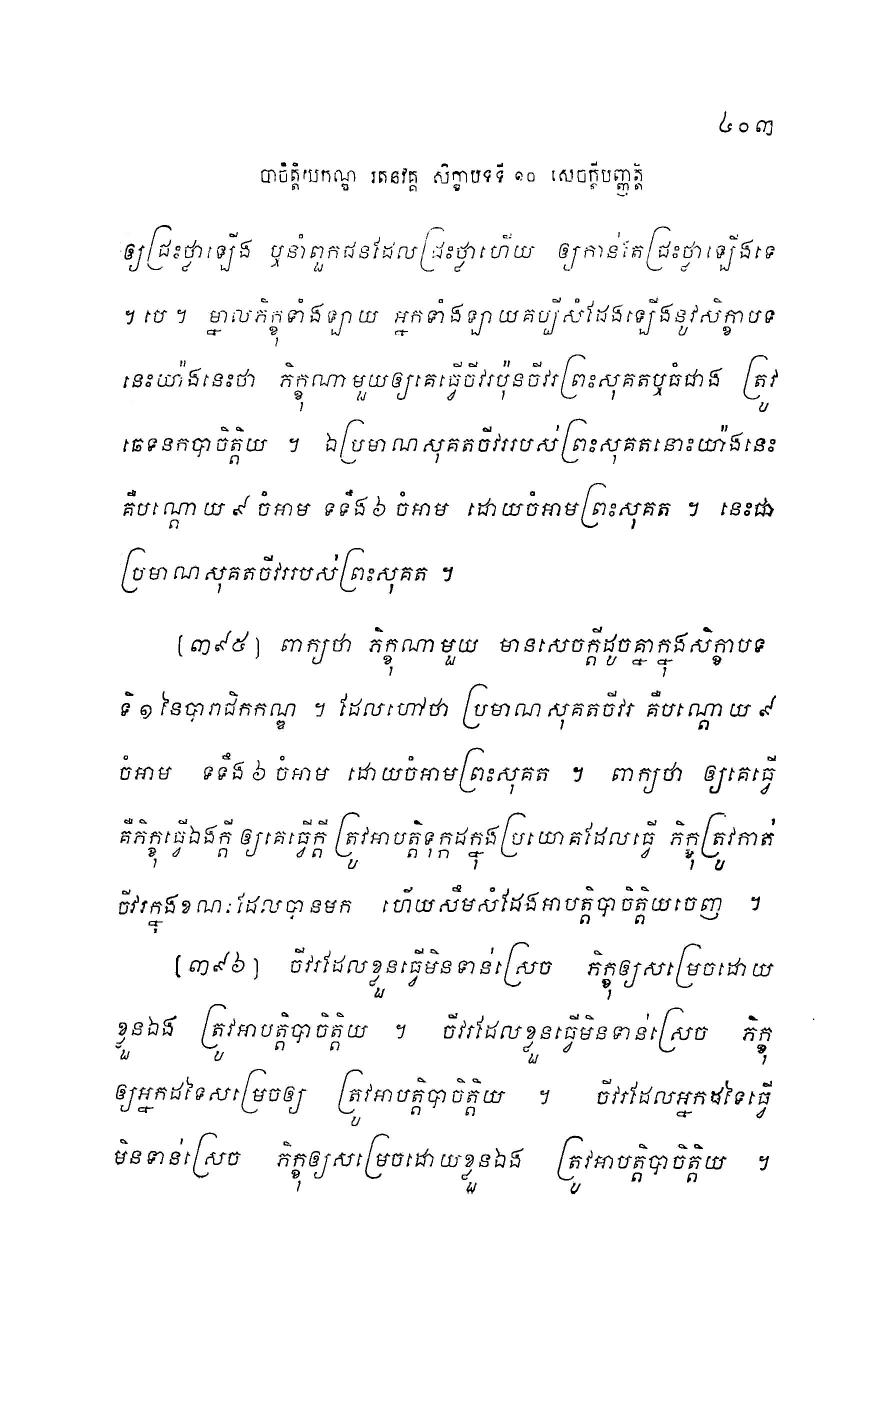 ៤០៣
បាចិត្តិយកណ្ឌ រតនវគ្គ សិក្ខាបទទី ១០ សេចក្តីបញ្ញត្តិ
ឲ្យជ្រះថ្លាឡើង ឬនាំពួកជនដែលជ្រះថ្លាហើយ ឲ្យកាន់តែជ្រះថ្លាឡើងទេ
។ បេ ។ ម្នាលភិក្ខុទាំងឡាយ អ្នកទាំងឡាយគប្បីសំដែងឡើងនូវសិក្ខាបទ
នេះយ៉ាងនេះថា ភិក្ខុណាមួយឲ្យគេធ្វើចីវរប៉ុនចីវរព្រះសុគតឬធំជាង ត្រូវ
ឆេទនកបាចិត្តិយ ។ ឯប្រមាណសុគតចីវររបស់ព្រះសុគតនោះយ៉ាងនេះ
គឺបណ្តោយ ៩ ចំអាម ទទឹង ៦ ចំអាម ដោយចំអាមព្រះសុគត ។ នេះជា
ប្រមាណសុគតចីវររបស់ព្រះសុគត ។
[៣៩៥] ពាក្យថា ភិក្ខុណាមួយ មានសេចក្តីដូចគ្នាក្នុងសិក្ខាបទ
ទី ១ នៃបារាជិកកណ្ឌ ។ ដែលហៅថា ប្រមាណសុគតចីវរ គឺបណ្តោយ ៩
ចំអាម ទទឹង ៦ ចំអាម ដោយចំអាមព្រះសុគត ។ ពាក្យថា ឲ្យគេធ្វើ
គឺភិក្ខុធ្វើឯងក្តី ឲ្យគេធ្វើក្តី ត្រូវអាបត្តិទុក្កដក្នុងប្រយោគដែលធ្វើ ភិក្ខុត្រូវកាត់
ចីវរក្នុងខណៈដែលបានមក ហើយសឹមសំដែងអាបត្តិបាចិត្តិយចេញ ។
[៣៩៦] ចីវរដែលខ្លួនធ្វើមិនទាន់ស្រេច ភិក្ខុឲ្យសម្រេចដោយ
ខ្លួនឯង ត្រូវអាបត្តិបាចិត្តិយ ។ ចីវរដែលខ្លួនធ្វើមិនទាន់ស្រេច ភិក្ខុ
ឲ្យអ្នកដទៃសម្រេចឲ្យ ត្រូវអាបត្តិបាចិត្តិយ ។ ចីវរដែលអ្នកដទៃធ្វើ
មិនទាន់ស្រេច ភិក្ខុឲ្យសម្រេចដោយខ្លួនឯង ត្រូវអាបត្តិបាចិត្តិយ ។